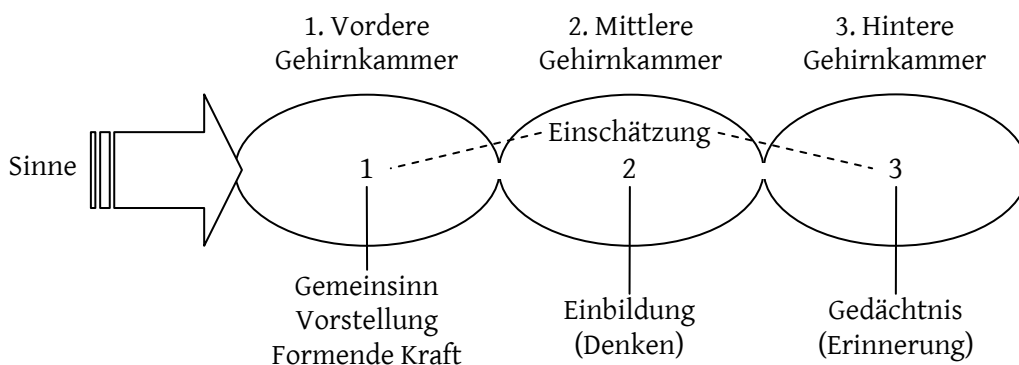 1. Vordere
Gehirnkammer
2. Mittlere
Gehirnkammer
3. Hintere
Gehirnkammer
Sinne
Einschätzung
1
2
3
Gemeinsinn
Vorstellung
Formende Kraft
Einbildung
(Denken)
Gedächtnis
(Erinnerung)